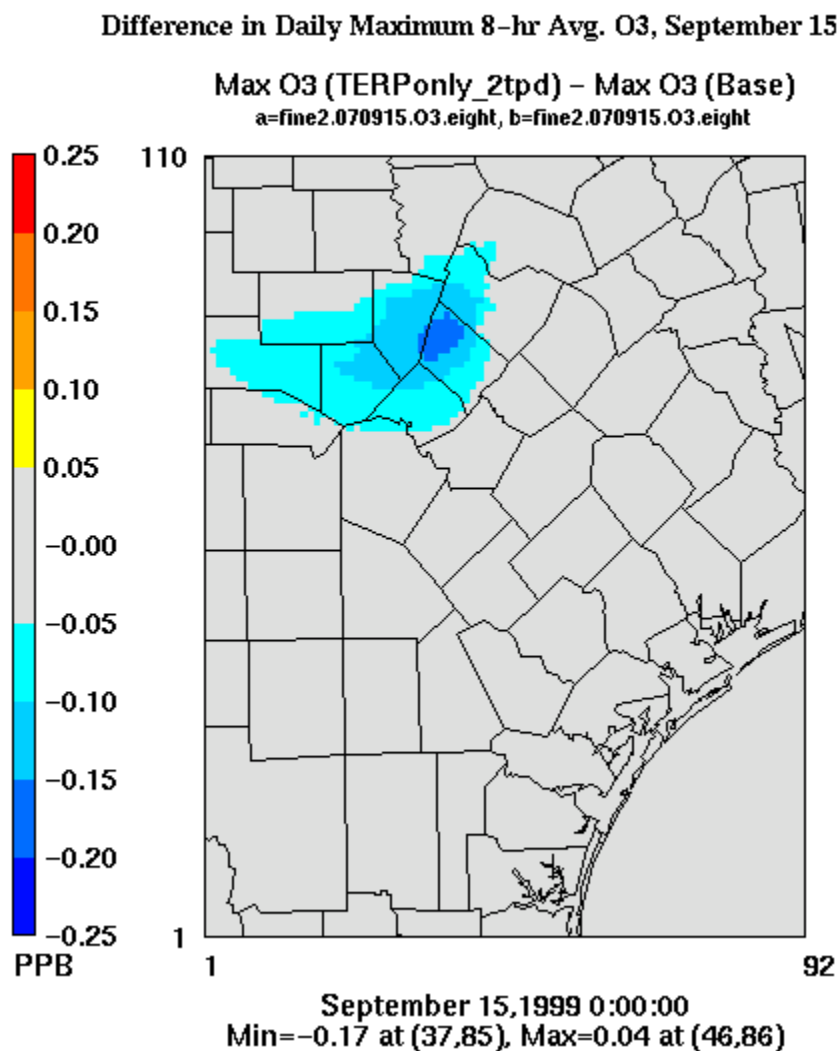 Difference in Daily Maximum 8-hr Avg. O3, September 15
Max O3 (TERPonly_2tpd) - Max O3 (Base)
a=fine2.070915.O3.eight, b=fine2.070915.O3.eight
0.25
0.20
0.15
0.10
0.05
-0.00
-0.05
-0.10
-0.15
-0.20
-0.25
PPB
110
1
1
92
September 15,1999 0:00:00
Min=-0.17 at (37,85), Max=0.04 at (46,86)